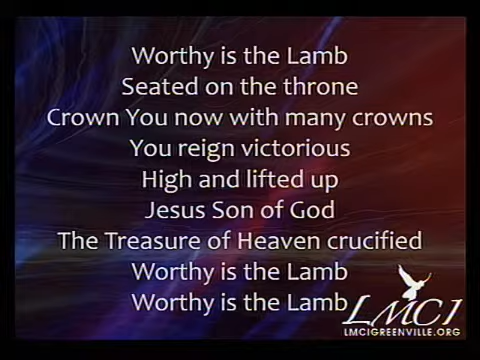 Worthy is the Lamb
Seated on the throne
Crown You now with many crowns
You reign victorious
High and lifted up
Jesus Son of God
The Treasure of Heaven crucified
Worthy is the Lamb
Worthy is the Lamb
LMCI
LMCIGREENVILLE.ORG